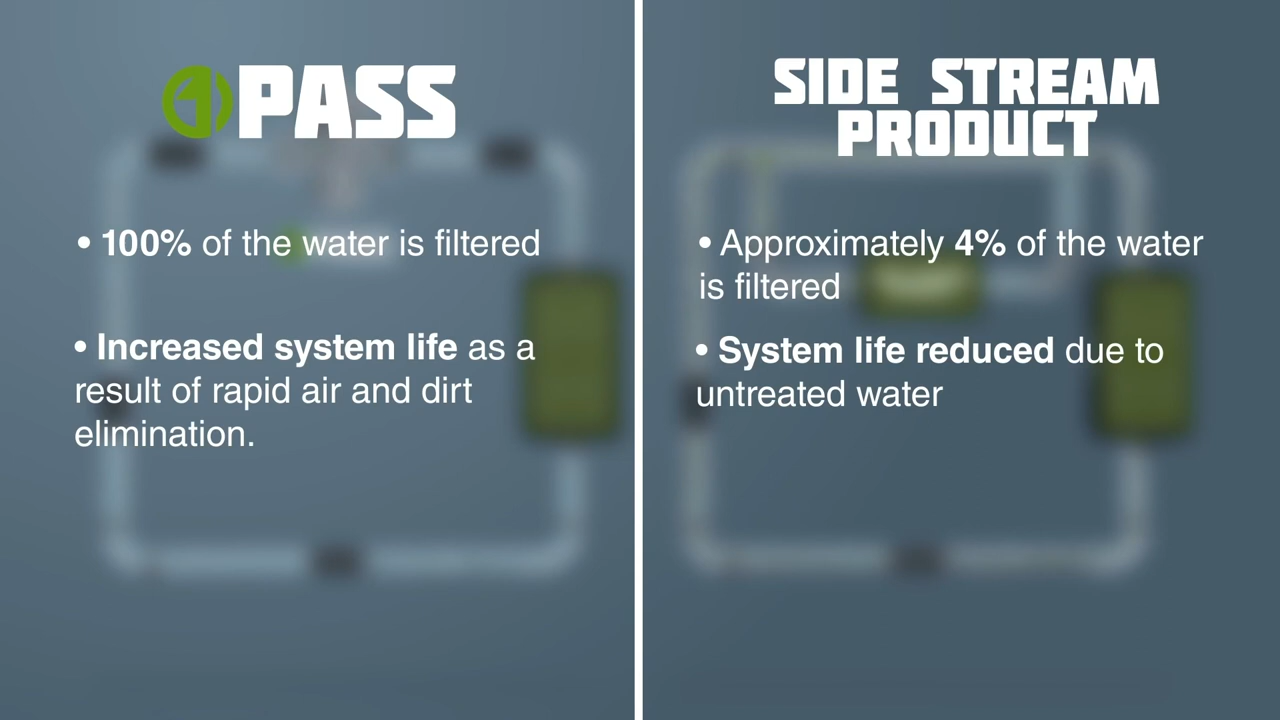 1PASS
• 100% of the water is filtered
• Increased system life as a
result of rapid air and dirt
elimination.
SIDE STREAM
PRODUCT
• Approximately 4% of the water
is filtered
• System life reduced due to
untreated water